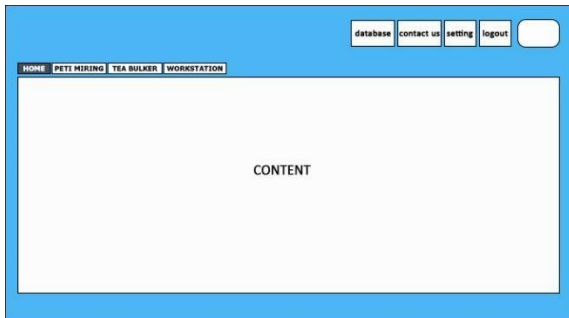 database contact us setting logout
HOME PETI MIRING TEA BULKER WORKSTATION
CONTENT